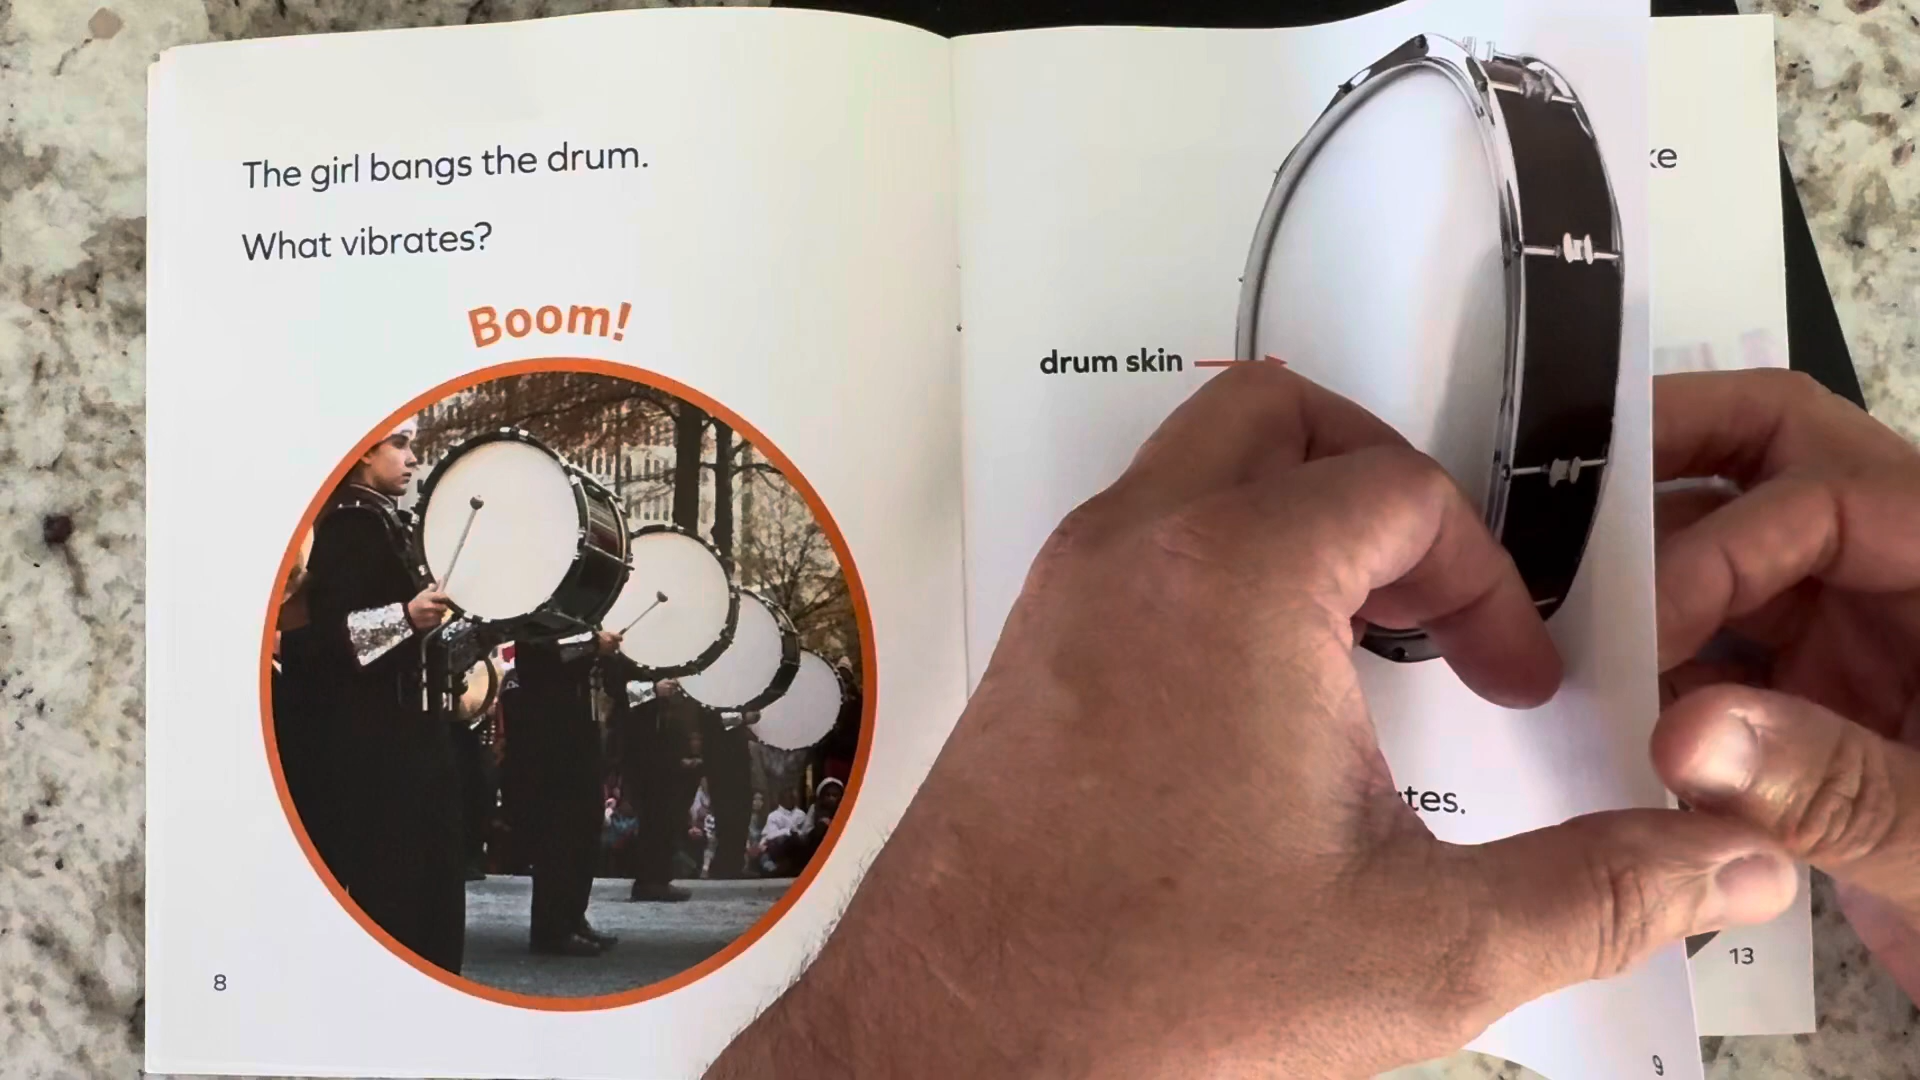 The girl bangs the drum.
What vibrates?
Boom!
8
drum skin
9
13